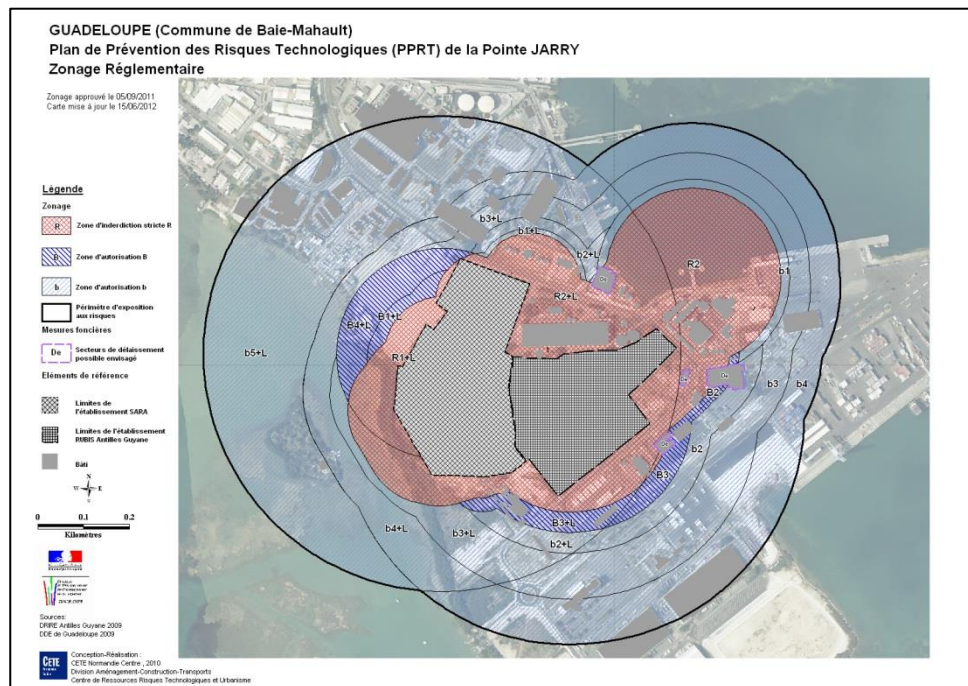 GUADELOUPE (Commune de Baie-Mahault)
Plan de Prévention des Risques Technologiques (PPRT) de la Pointe JARRY
Zonage Réglementaire
Zonage approuvé le 05/09/2011
Carte mise à jour le 15/06/2012
Légende
Zonage
R
Zone d'inderdiction stricte R
B
Zone d'autorisation B
b
Zone d'autorisation b
Périmètre d'exposition
aux risques
Mesures foncières
De
Secteurs de délaissement
possible envisagé
Eléments de référence
Limites de
l'établissement SARA
Limites de l'établissement
RUBIS Antilles Guyane
Bâti
N
W
E
S
0 0.1 0.2
Kilomètres
Sources:
DRIRE Antilles Guyane 2009
DDE de Guadeloupe 2009
CETE
Conception-Réalisation :
CETE Normandie Centre , 2010
Division Aménagement-Construction-Transports
Centre de Ressources Risques Technologiques et Urbanisme
b3+L
b1+L
b2+L
De
R2
b1
R2+L
B1+L
B4+L
b5+L
R1+L
De
De
B2
b3
b4
b2
De
B3
B3+L
b4+L
b3+L
b2+L